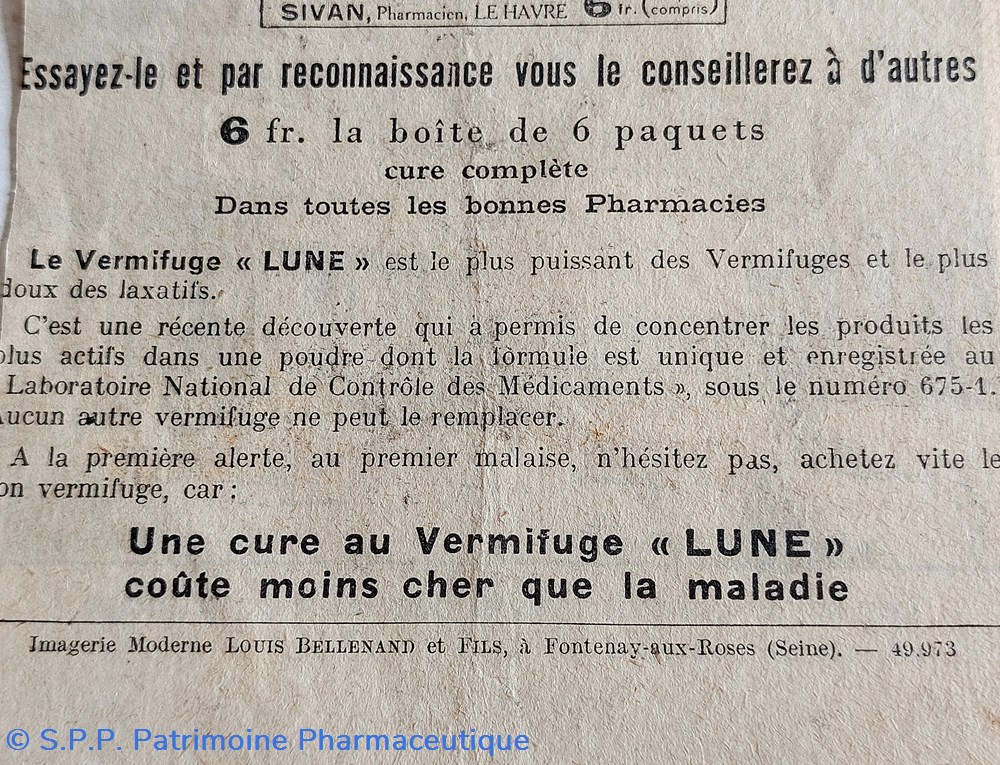 SIVAN, Pharmacien, LE HAVRE 6 fr. (compris)
Essayez-le et par reconnaissance vous le conseillerez à d'autres
6 fr. la boîte de 6 paquets
cure complète
Dans toutes les bonnes Pharmacies
Le Vermifuge « LUNE » est le plus puissant des Vermifuges et le plus
doux des laxatifs.
C'est une récente découverte qui a permis de concentrer les produits les
plus actifs dans une poudre dont la formule est unique et enregistrée au
Laboratoire National de Contrôle des Médicaments », sous le numéro 675-1.
Aucun autre vermifuge ne peut le remplacer.
A la première alerte, au premier malaise, n'hésitez pas, achetez vite le
on vermifuge, car :
Une cure au Vermifuge « LUNE »
coûte moins cher que la maladie
Imagerie Moderne LOUIS BELLENAND et FILS, à Fontenay-aux-Roses (Seine). — 49.973
© S.P.P. Patrimoine Pharmaceutique